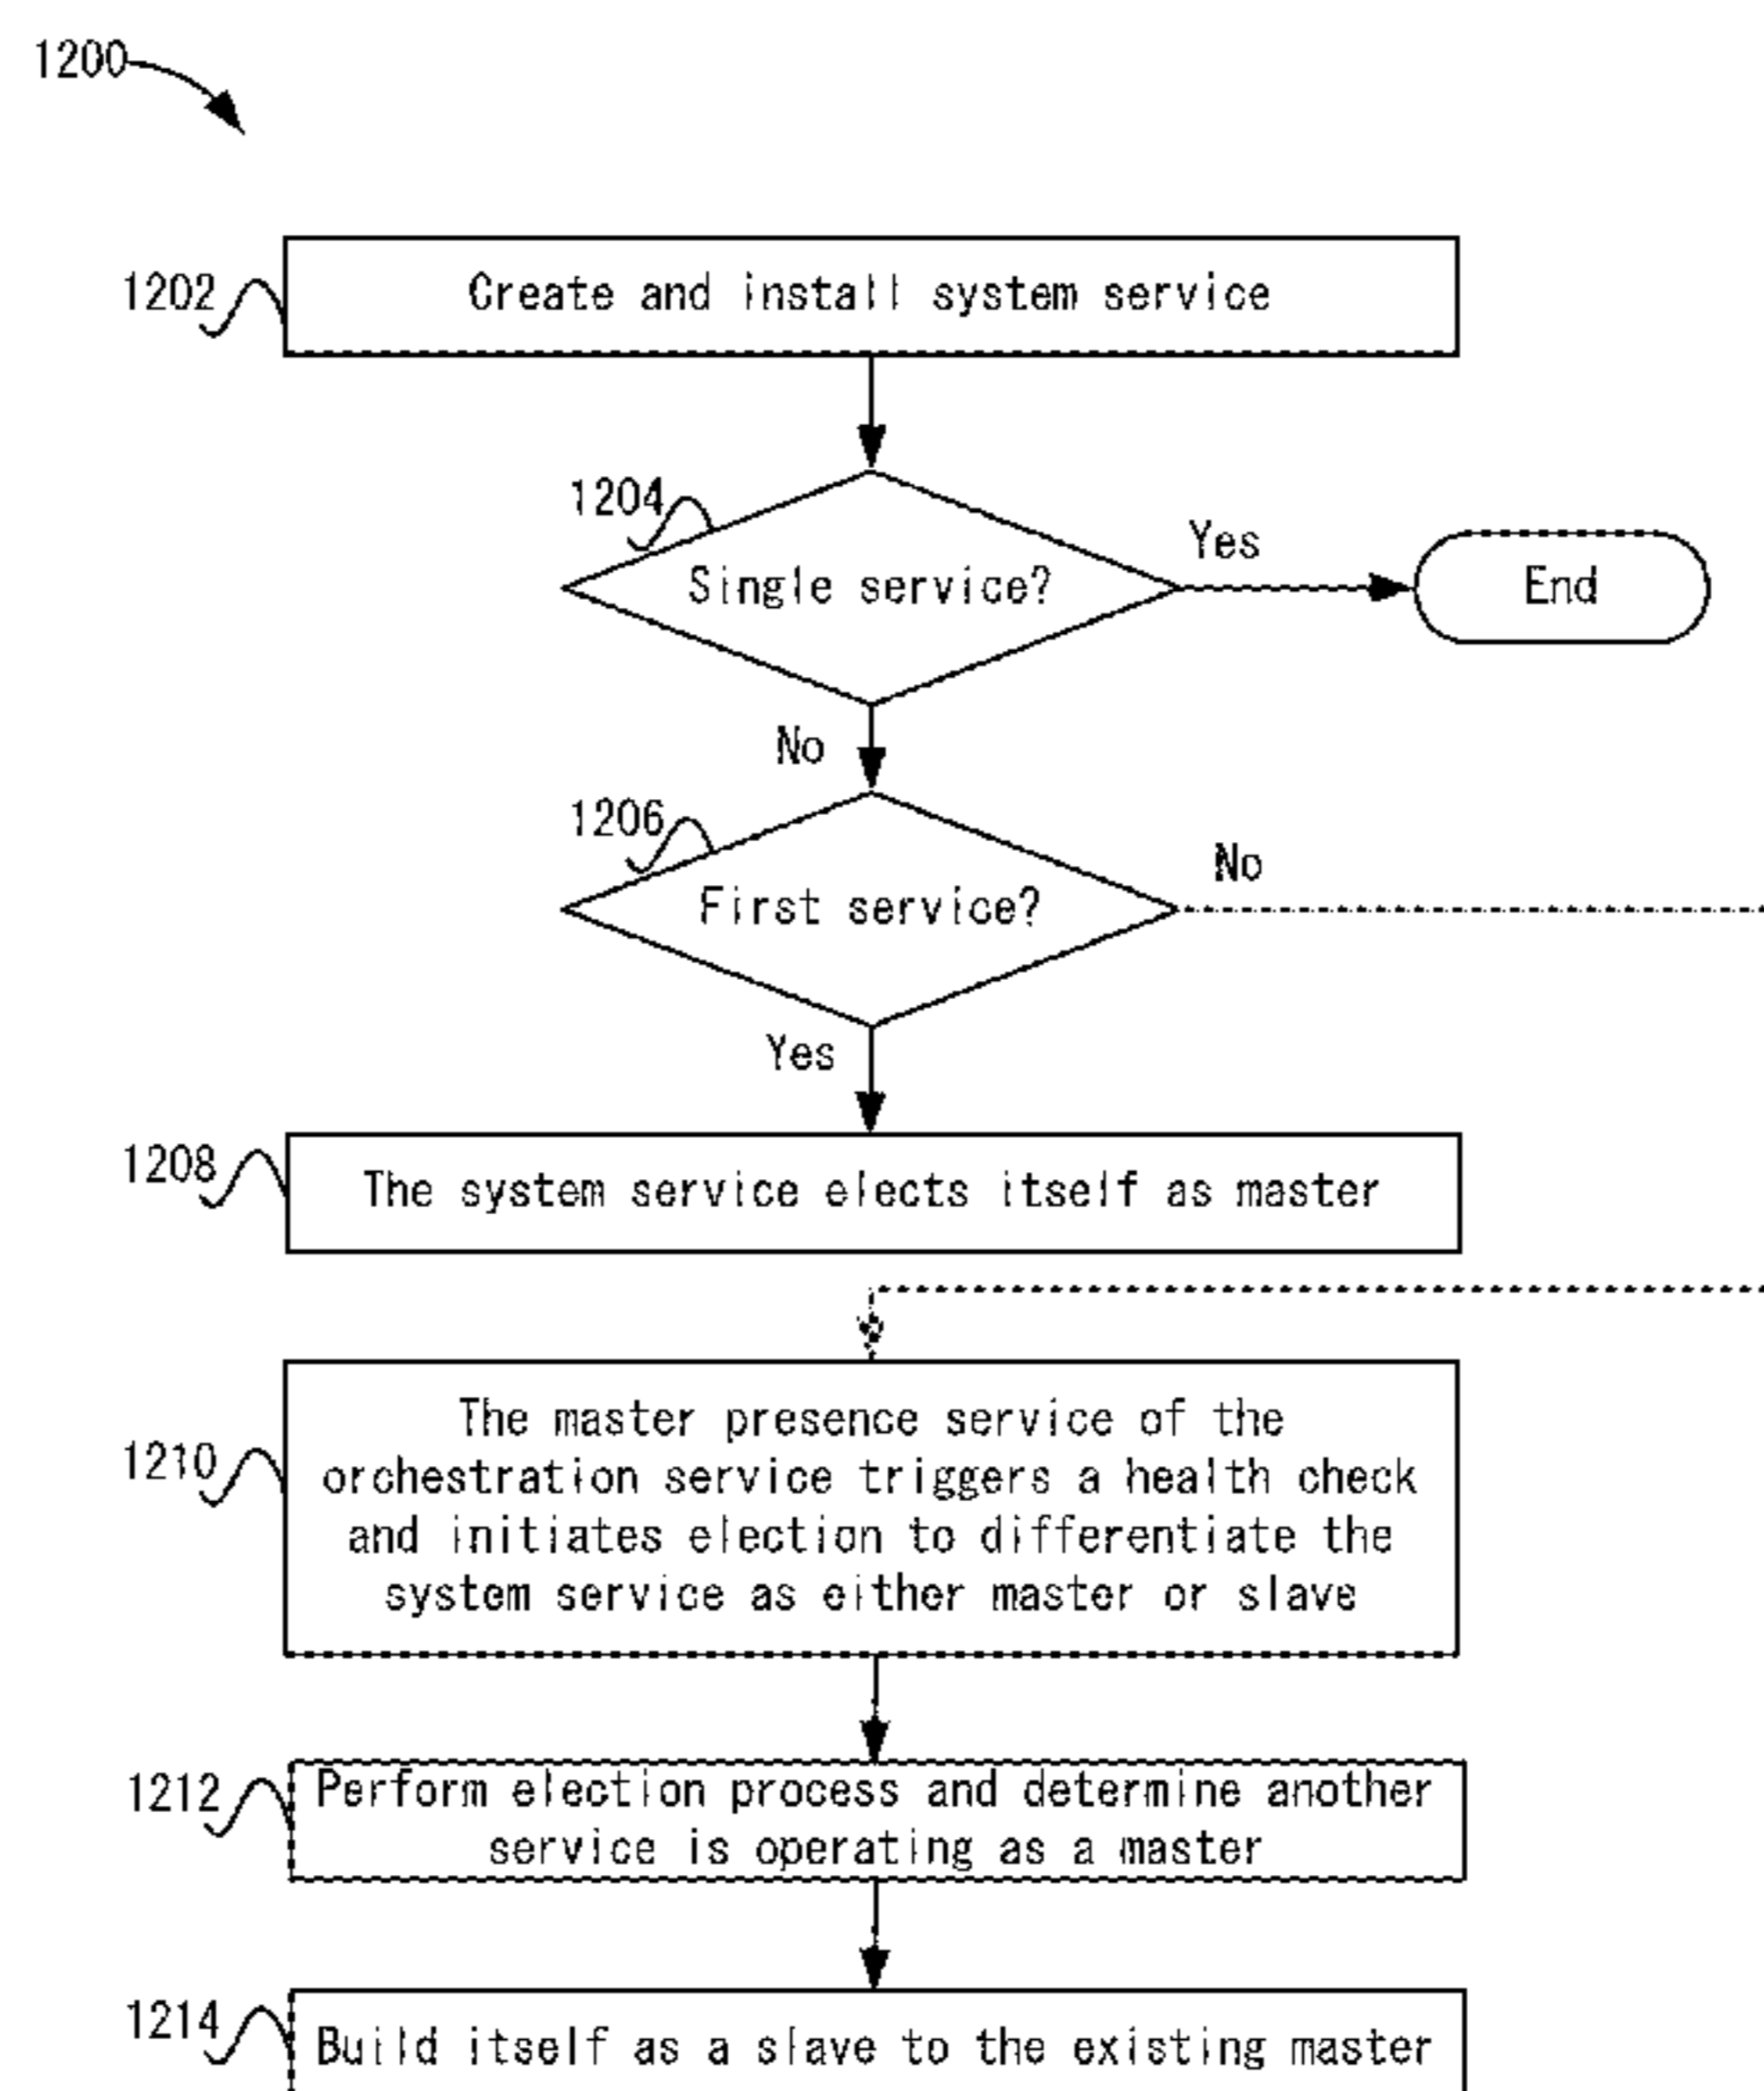 1200
1202
Create and install system service
1204
Single service?
Yes
End
No
1206
First service?
No
Yes
1208
The system service elects itself as master
1210
The master presence service of the
orchestration service triggers a health check
and initiates election to differentiate the
system service as either master or slave
1212
Perform election process and determine another
service is operating as a master
1214
Build itself as a slave to the existing master